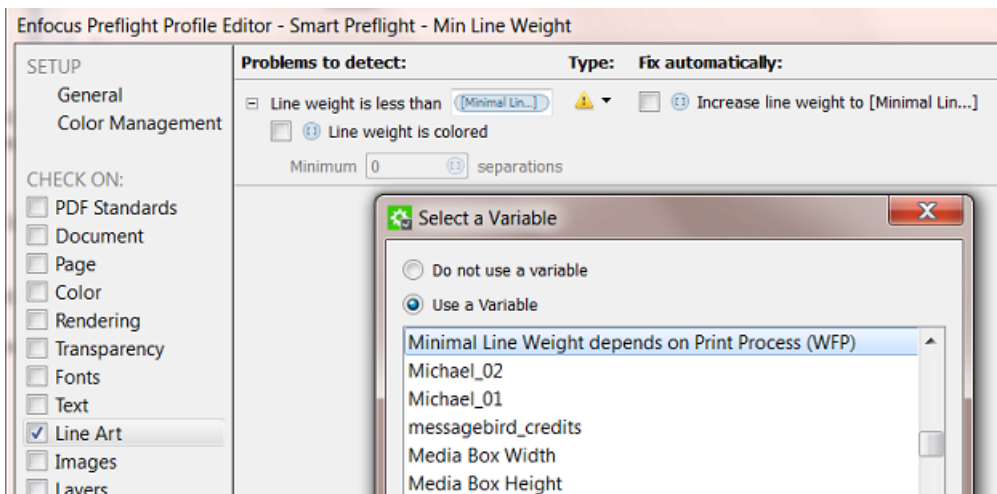 Enfocus Preflight Profile Editor - Smart Preflight - Min Line Weight
SETUP
General
Color Management
CHECK ON:
PDF Standards
Document
Page
Color
Rendering
Transparency
Fonts
Text
Line Art
Images
Layers
Problems to detect: Type: Fix automatically:
Line weight is less than [Minimal Lin...] Increase line weight to [Minimal Lin...]
Line weight is colored
Minimum 0 separations
Select a Variable
Do not use a variable
Use a Variable
Minimal Line Weight depends on Print Process (WFP)
Michael_02
Michael_01
messagebird_credits
Media Box Width
Media Box Height